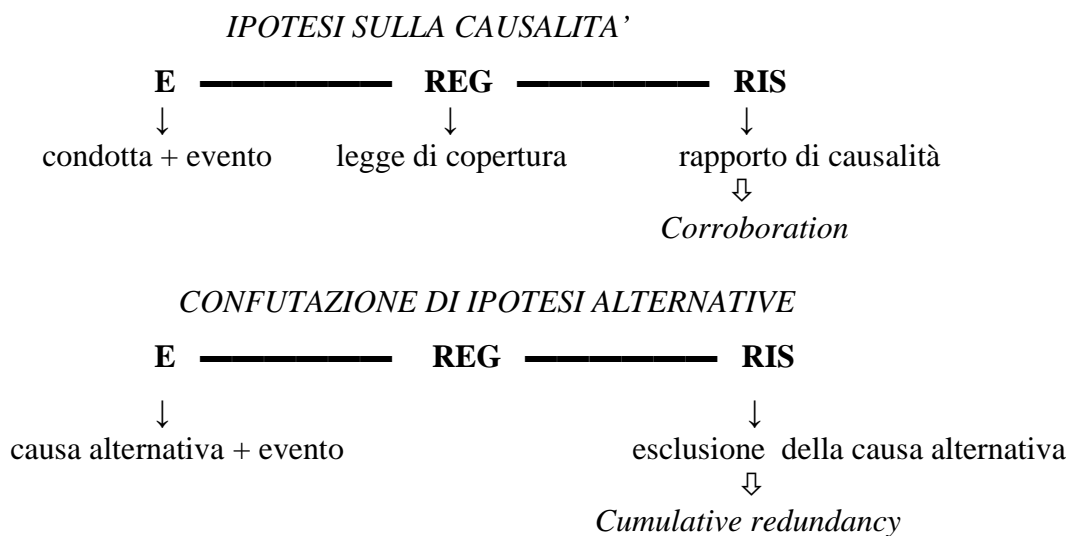 IPOTESI SULLA CAUSALITA’
E REG RIS
↓ ↓ ↓
condotta + evento legge di copertura rapporto di causalità
⇩
Corroboration
CONFUTAZIONE DI IPOTESI ALTERNATIVE
E REG RIS
↓ ↓
causa alternativa + evento esclusione della causa alternativa
⇩
Cumulative redundancy